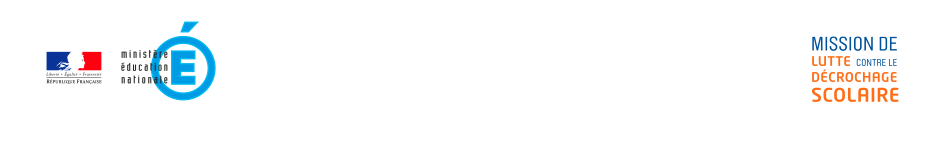 Liberté • Égalité • Fraternité
RÉPUBLIQUE FRANÇAISE
ministère
éducation
nationale
É
MISSION DE
LUTTE CONTRE LE
DÉCROCHAGE
SCOLAIRE